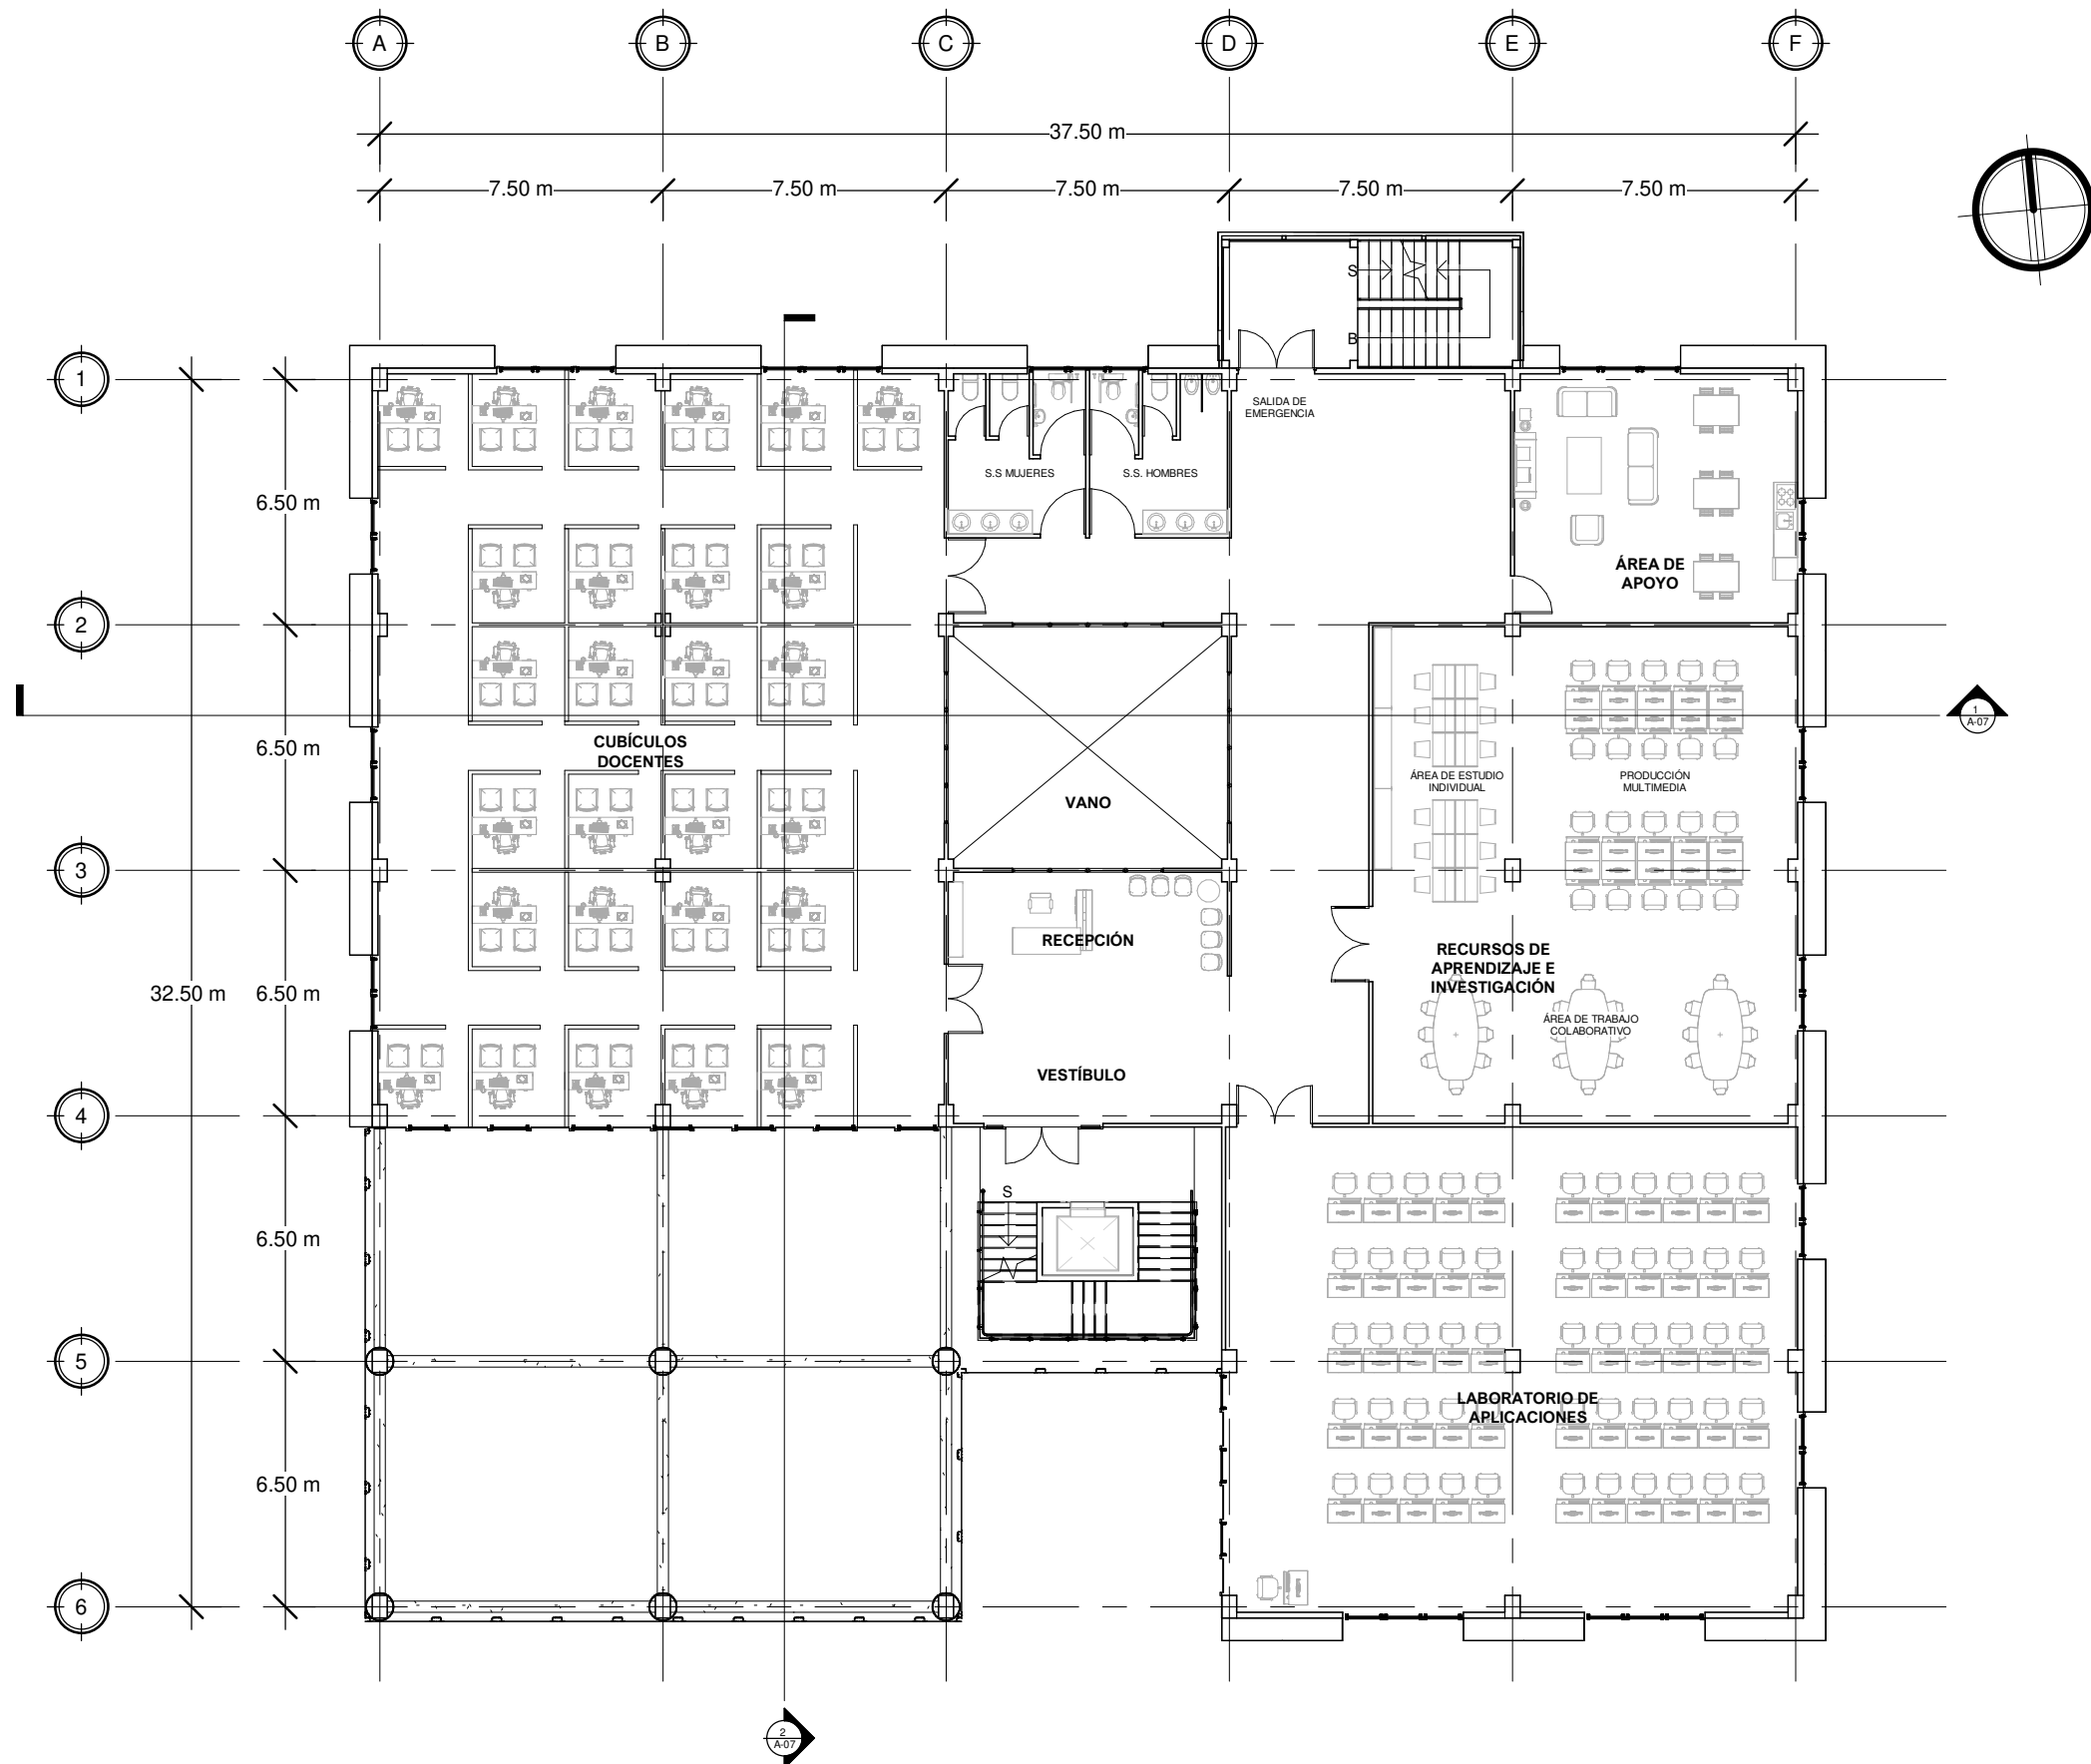 A B C D E F
37.50 m
7.50 m 7.50 m 7.50 m 7.50 m 7.50 m
S
B
1
SALIDA DE
EMERGENCIA
S.S MUJERES
S.S. HOMBRES
6.50 m
ÁREA DE
APOYO
2
1
A-07
CUBÍCULOS
DOCENTES
6.50 m
VANO
ÁREA DE ESTUDIO
INDIVIDUAL
PRODUCCIÓN
MULTIMEDIA
3
RECEPCIÓN
RECURSOS DE
APRENDIZAJE E
INVESTIGACIÓN
32.50 m
6.50 m
ÁREA DE TRABAJO
COLABORATIVO
VESTÍBULO
4
S
6.50 m
5
LABORATORIO DE
APLICACIONES
6.50 m
6
2
A-07